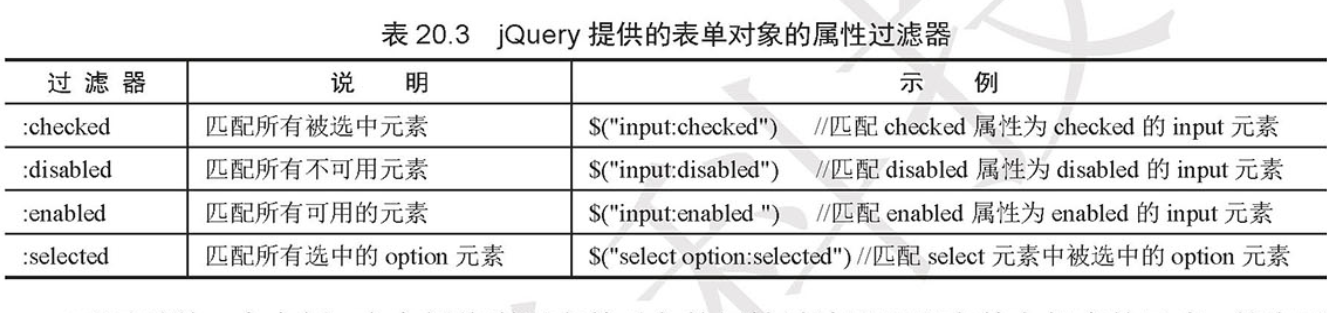 表 20.3 jQuery 提供的表单对象的属性过滤器
过 滤 器 说 明 示 例
:checked 匹配所有被选中元素 $("input:checked") //匹配 checked 属性为 checked 的 input 元素
:disabled 匹配所有不可用元素 $("input:disabled") //匹配 disabled 属性为 disabled 的 input 元素
:enabled 匹配所有可用的元素 $("input:enabled ") //匹配 enabled 属性为 enabled 的 input 元素
:selected 匹配所有选中的 option 元素 $("select option:selected") //匹配 select 元素中被选中的 option 元素